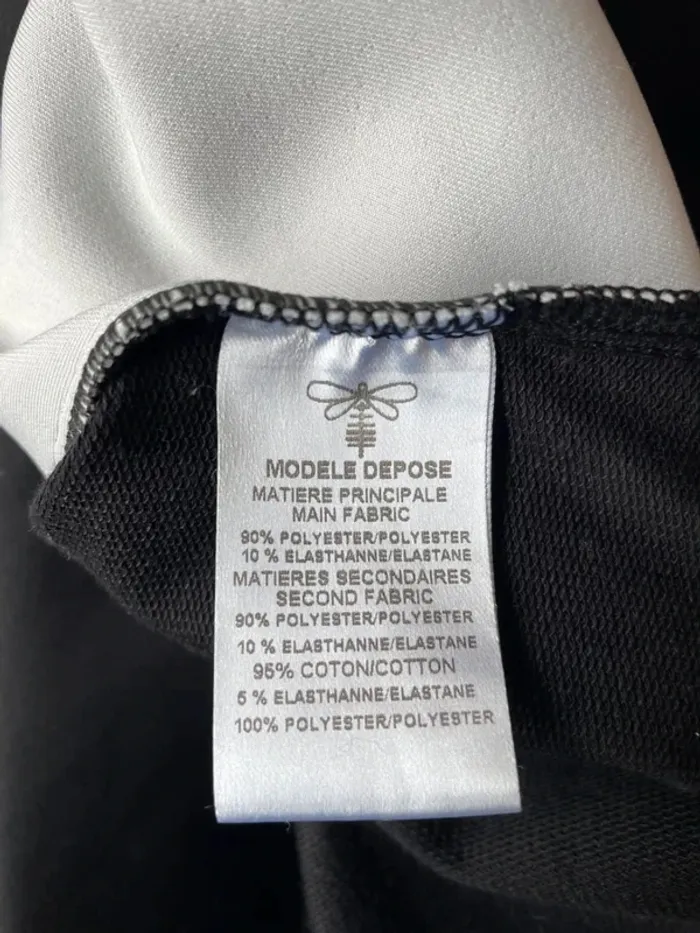 MODELE DEPOSE
MATIERE PRINCIPALE
MAIN FABRIC
90% POLYESTER/POLYESTER
10 % ELASTHANNE/ELASTANE
MATIERES SECONDAIRES
SECOND FABRIC
90% POLYESTER/POLYESTER
10 % ELASTHANNE/ELASTANE
95% COTON/COTTON
5 % ELASTHANNE/ELASTANE
100% POLYESTER/POLYESTER